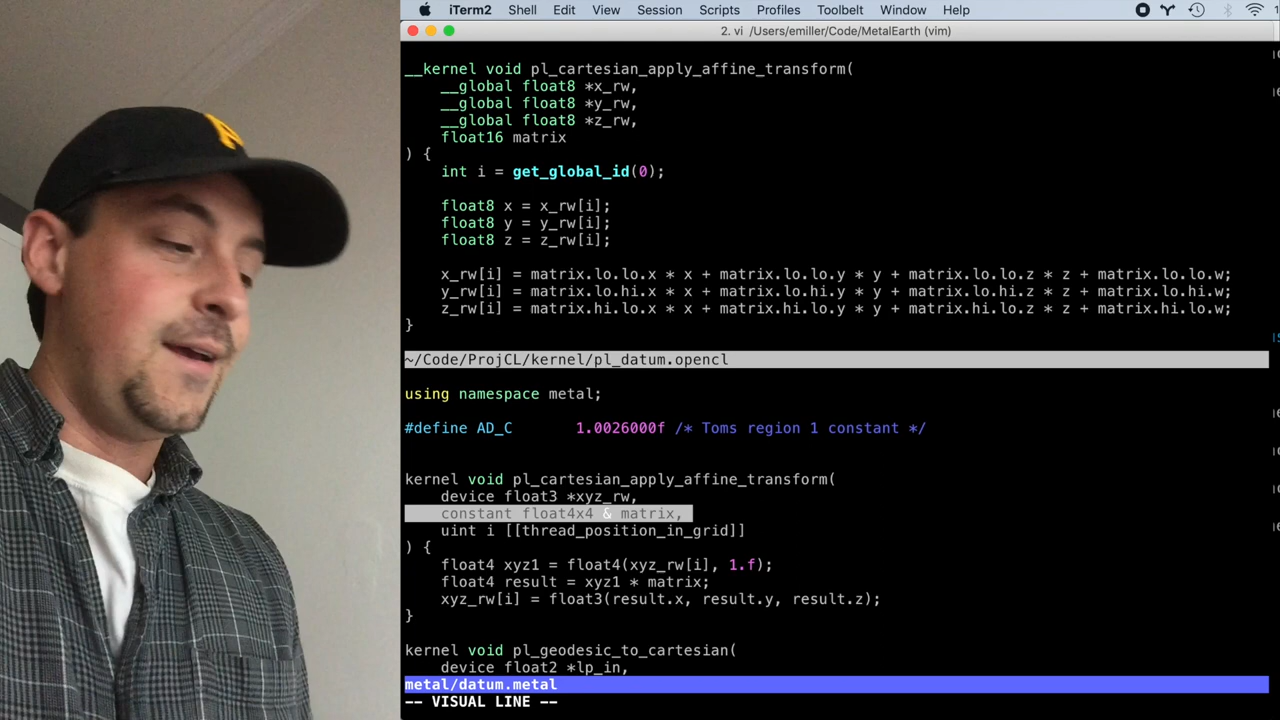 iTerm2 Shell Edit View Session Scripts Profiles Toolbelt Window Help
2. vi /Users/emiller/Code/MetalEarth (vim)
__kernel void pl_cartesian_apply_affine_transform(
__global float8 *x_rw,
__global float8 *y_rw,
__global float8 *z_rw,
float16 matrix
) {
int i = get_global_id(0);
float8 x = x_rw[i];
float8 y = y_rw[i];
float8 z = z_rw[i];
x_rw[i] = matrix.lo.lo.x * x + matrix.lo.lo.y * y + matrix.lo.lo.z * z + matrix.lo.lo.w;
y_rw[i] = matrix.lo.hi.x * x + matrix.lo.hi.y * y + matrix.lo.hi.z * z + matrix.lo.hi.w;
z_rw[i] = matrix.hi.lo.x * x + matrix.hi.lo.y * y + matrix.hi.lo.z * z + matrix.hi.lo.w;
}
~/Code/ProjCL/kernel/pl_datum.opencl
using namespace metal;
#define AD_C 1.0026000f /* Toms region 1 constant */
kernel void pl_cartesian_apply_affine_transform(
device float3 *xyz_rw,
constant float4x4 & matrix,
uint i [[thread_position_in_grid]]
) {
float4 xyz1 = float4(xyz_rw[i], 1.f);
float4 result = xyz1 * matrix;
xyz_rw[i] = float3(result.x, result.y, result.z);
}
kernel void pl_geodesic_to_cartesian(
device float2 *lp_in,
metal/datum.metal
-- VISUAL LINE --